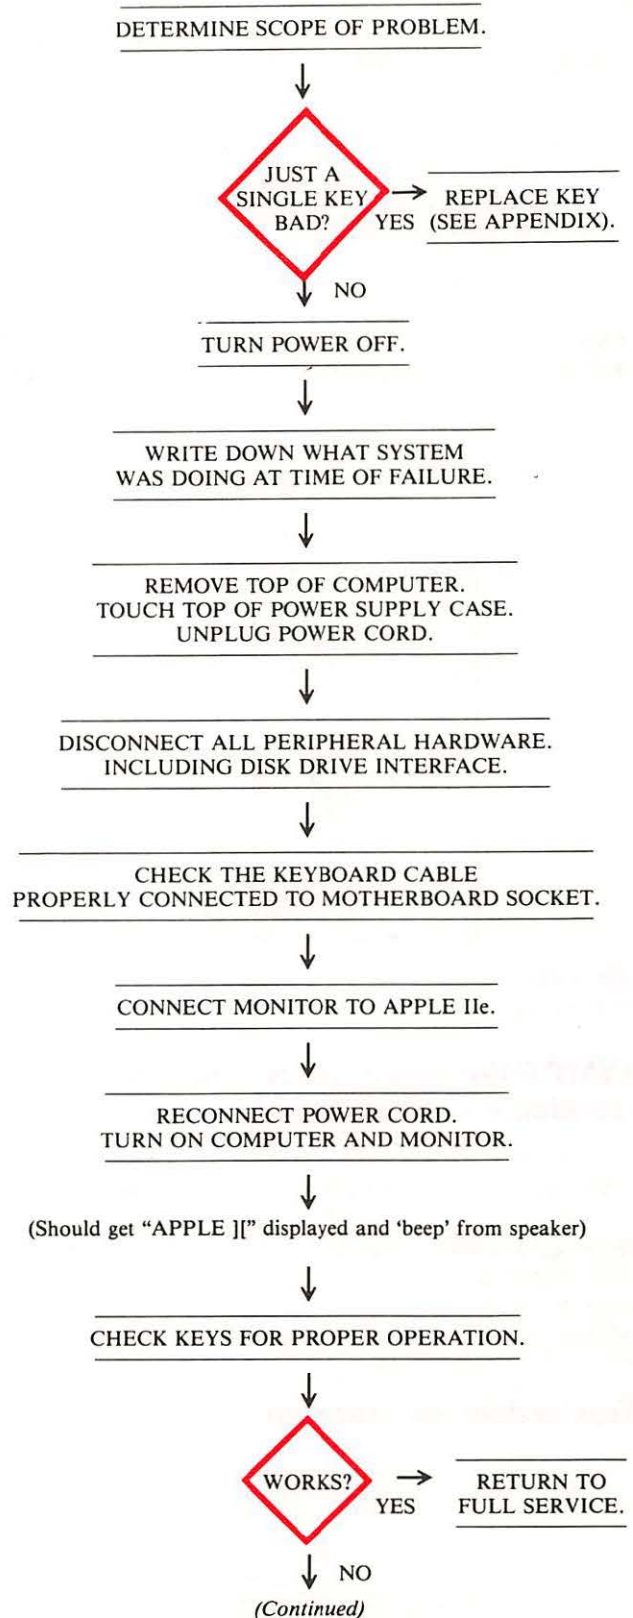 DETERMINE SCOPE OF PROBLEM.
JUST A
SINGLE KEY
BAD?
YES
REPLACE KEY
(SEE APPENDIX).
NO
TURN POWER OFF.
WRITE DOWN WHAT SYSTEM
WAS DOING AT TIME OF FAILURE.
REMOVE TOP OF COMPUTER.
TOUCH TOP OF POWER SUPPLY CASE.
UNPLUG POWER CORD.
DISCONNECT ALL PERIPHERAL HARDWARE.
INCLUDING DISK DRIVE INTERFACE.
CHECK THE KEYBOARD CABLE
PROPERLY CONNECTED TO MOTHERBOARD SOCKET.
CONNECT MONITOR TO APPLE IIe.
RECONNECT POWER CORD.
TURN ON COMPUTER AND MONITOR.
(Should get “APPLE ][” displayed and ‘beep’ from speaker)
CHECK KEYS FOR PROPER OPERATION.
WORKS?
YES
RETURN TO
FULL SERVICE.
NO
(Continued)